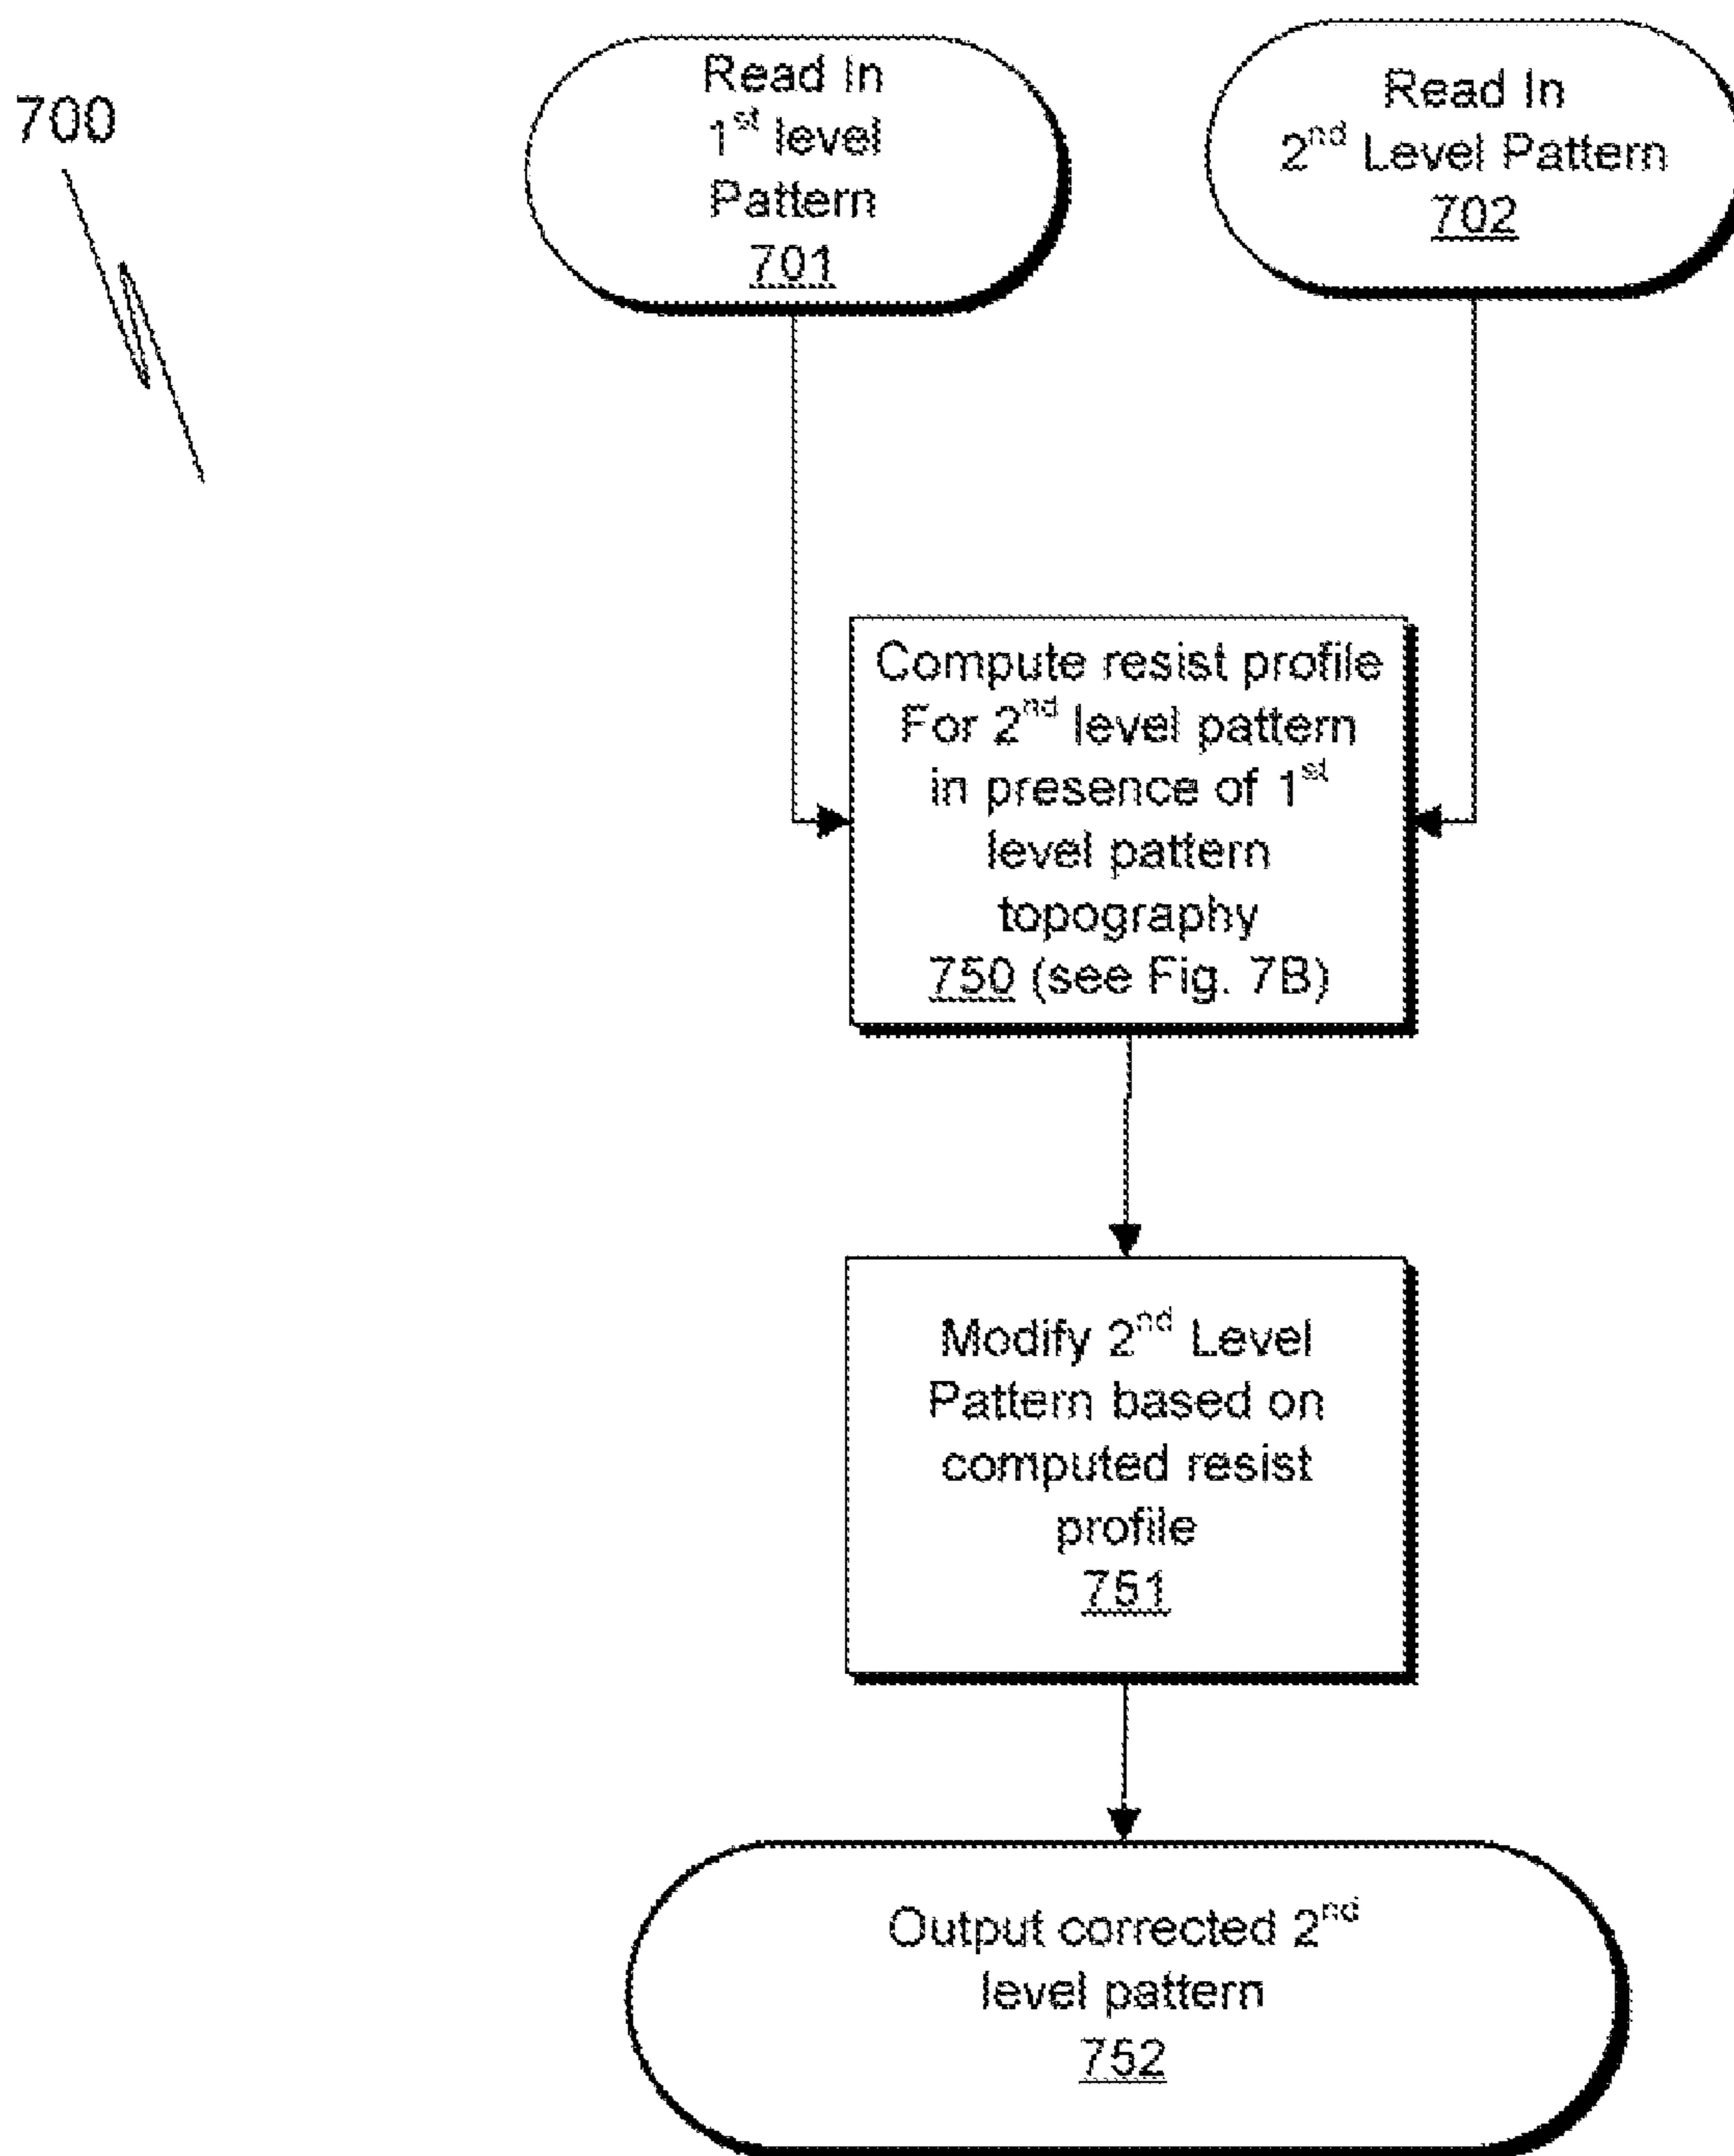 700
Read In
1st level
Pattern
701
Read In
2nd Level Pattern
702
Compute resist profile
For 2nd level pattern
in presence of 1st
level pattern
topography
750 (see Fig. 7B)
Modify 2nd Level
Pattern based on
computed resist
profile
751
Output corrected 2nd
level pattern
752